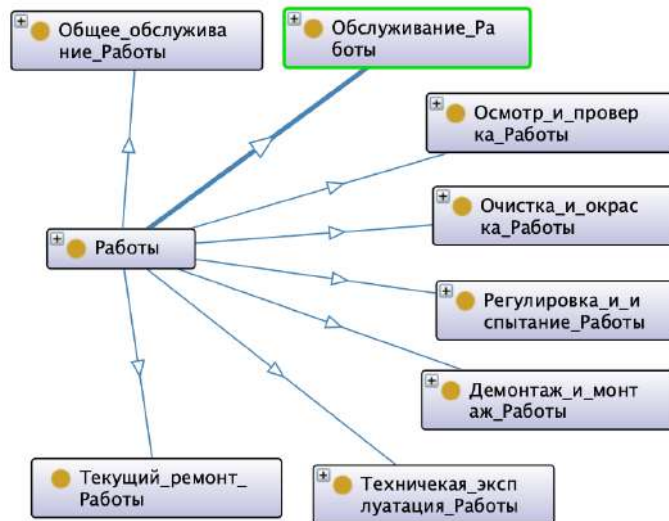 Общее_обслужива
ние_Работы
Обслуживание_Ра
боты
Осмотр_и_провер
ка_Работы
Очистка_и_окрас
ка_Работы
Работы
Регулировка_и_и
спытание_Работы
Демонтаж_и_монт
аж_Работы
Текущий_ремонт_
Работы
Техничекая_эксп
луатация_Работы